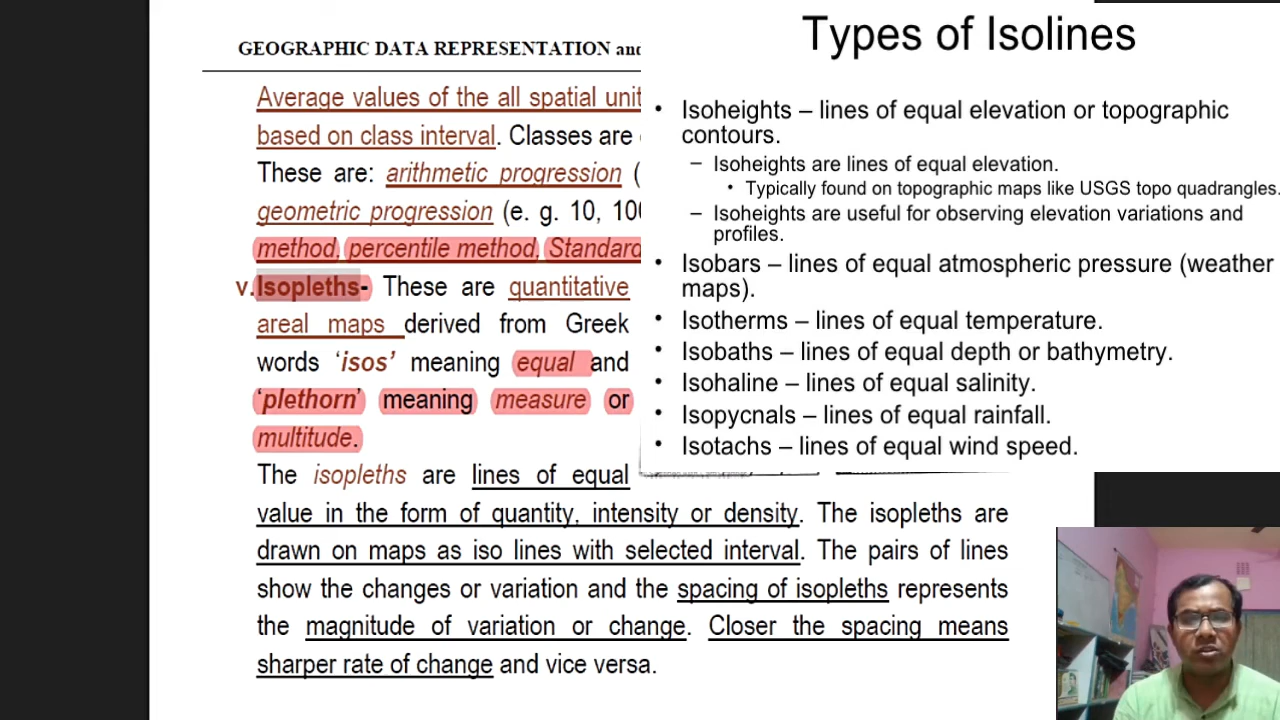 GEOGRAPHIC DATA REPRESENTATION and
Average values of the all spatial unit
based on class interval. Classes are
These are: arithmetic progression (
geometric progression (e. g. 10, 100
method, percentile method, Standard
v.Isopleths- These are quantitative
areal maps derived from Greek
words ‘isos’ meaning equal and
‘plethorn’ meaning measure or
multitude.
The isopleths are lines of equal
value in the form of quantity, intensity or density. The isopleths are
drawn on maps as iso lines with selected interval. The pairs of lines
show the changes or variation and the spacing of isopleths represents
the magnitude of variation or change. Closer the spacing means
sharper rate of change and vice versa.
Types of Isolines
• Isoheights – lines of equal elevation or topographic
contours.
– Isoheights are lines of equal elevation.
• Typically found on topographic maps like USGS topo quadrangles.
– Isoheights are useful for observing elevation variations and
profiles.
• Isobars – lines of equal atmospheric pressure (weather
maps).
• Isotherms – lines of equal temperature.
• Isobaths – lines of equal depth or bathymetry.
• Isohaline – lines of equal salinity.
• Isopycnals – lines of equal rainfall.
• Isotachs – lines of equal wind speed.